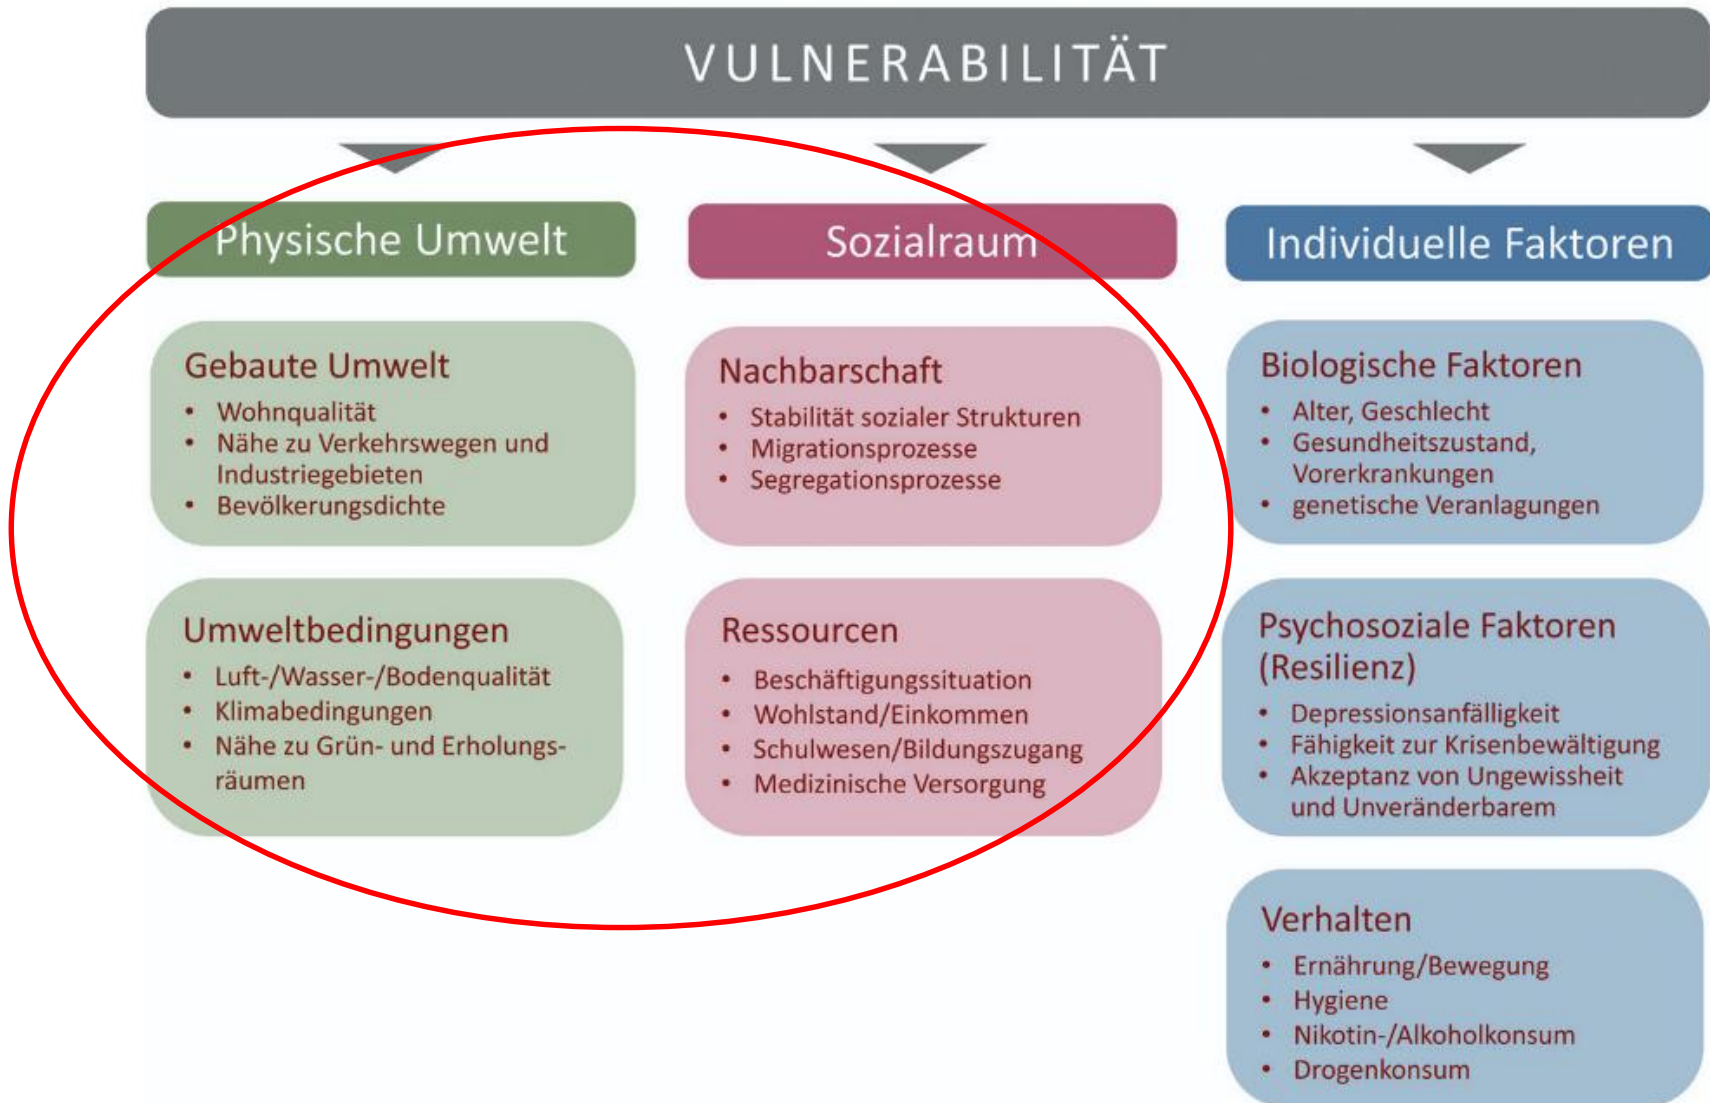 VULNERABILITÄT
Physische Umwelt
Gebaute Umwelt
• Wohnqualität
• Nähe zu Verkehrswegen und
Industriegebieten
• Bevölkerungsdichte
Umweltbedingungen
• Luft-/Wasser-/Bodenqualität
• Klimabedingungen
• Nähe zu Grün- und Erholungs-
räumen
Sozialraum
Nachbarschaft
• Stabilität sozialer Strukturen
• Migrationsprozesse
• Segregationsprozesse
Ressourcen
• Beschäftigungssituation
• Wohlstand/Einkommen
• Schulwesen/Bildungszugang
• Medizinische Versorgung
Individuelle Faktoren
Biologische Faktoren
• Alter, Geschlecht
• Gesundheitszustand,
Vorerkrankungen
• genetische Veranlagungen
Psychosoziale Faktoren
(Resilienz)
• Depressionsanfälligkeit
• Fähigkeit zur Krisenbewältigung
• Akzeptanz von Ungewissheit
und Unveränderbarem
Verhalten
• Ernährung/Bewegung
• Hygiene
• Nikotin-/Alkoholkonsum
• Drogenkonsum